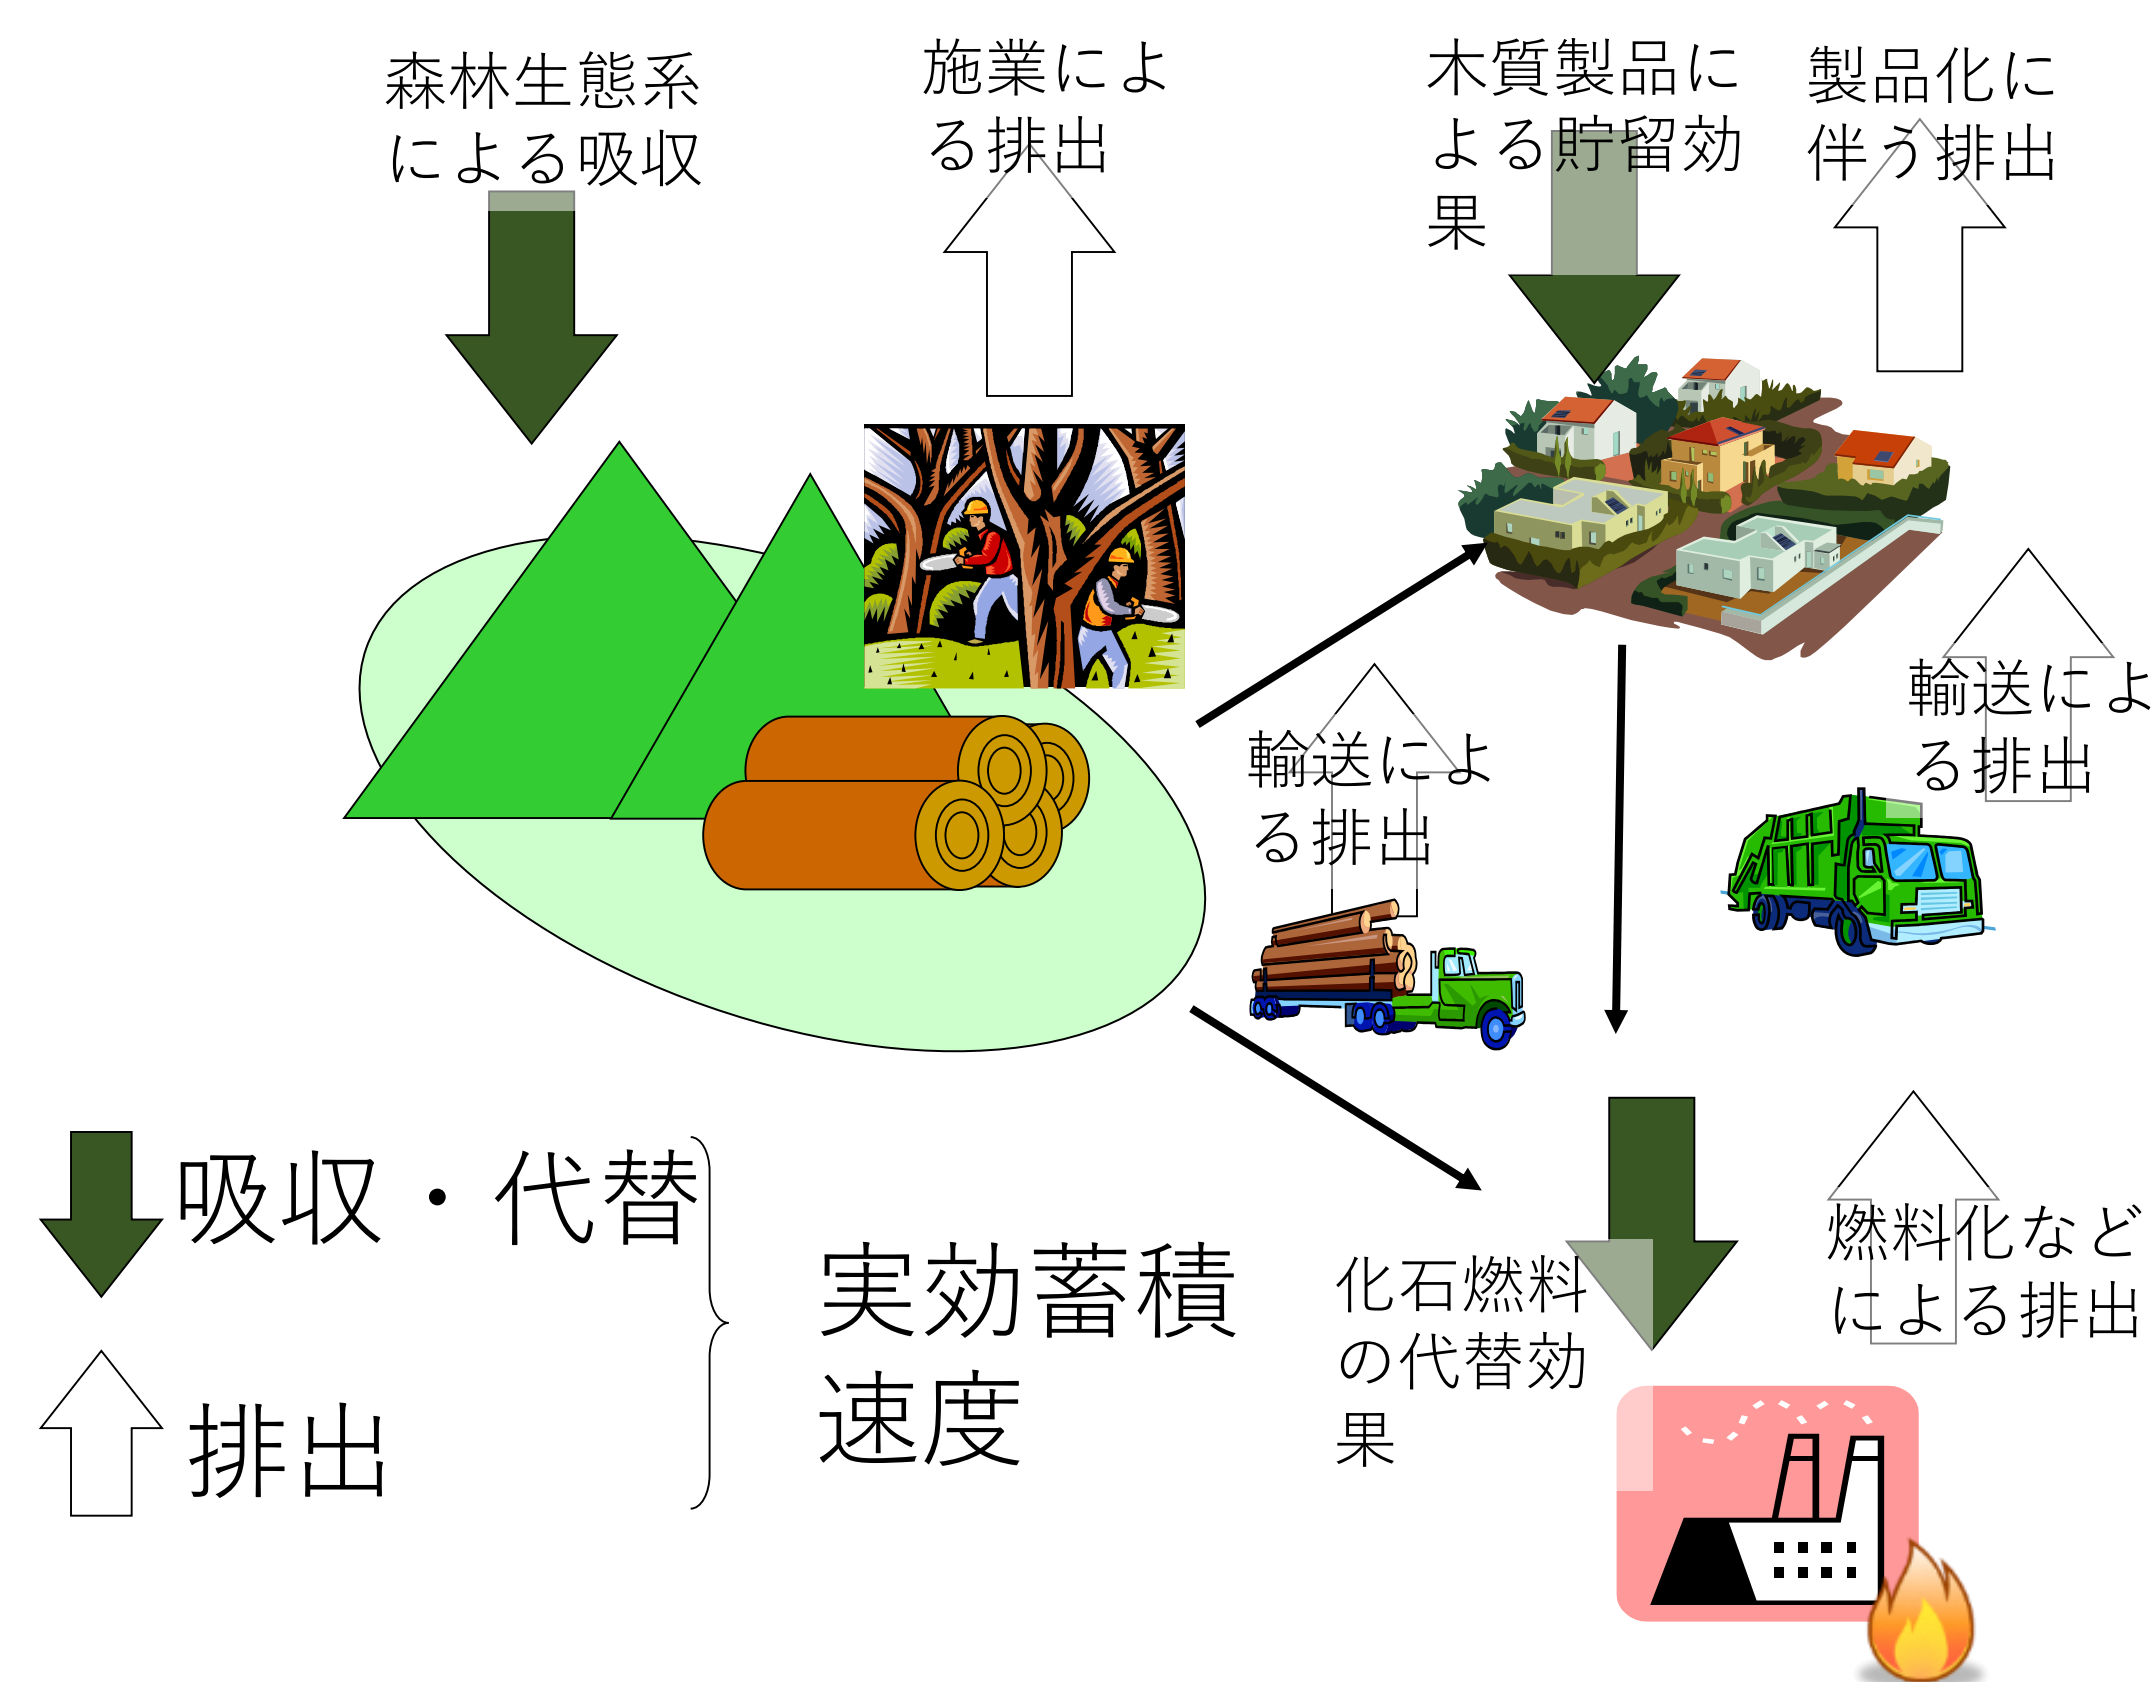 森林生態系
による吸収
施業によ
る排出
木質製品に
よる貯留効
果
製品化に
伴う排出
輸送によ
る排出
輸送によ
る排出
吸収・代替
排出
実効蓄積
速度
化石燃料
の代替効
果
燃料化など
による排出